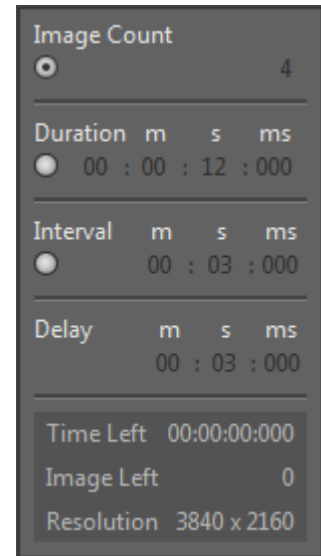 Image Count
4
Duration m s ms
00 : 00 : 12 : 000
Interval m s ms
00 : 03 : 000
Delay m s ms
00 : 03 : 000
Time Left 00:00:00:000
Image Left 0
Resolution 3840 x 2160